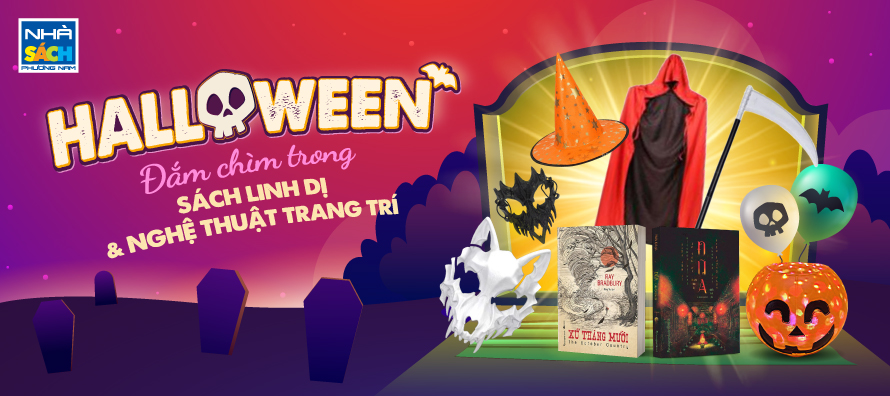 NHÀ
SÁCH
PHƯƠNG NAM
HALLOWEEN
Đắm chìm trong
SÁCH LINH DỊ
& NGHỆ THUẬT TRANG TRÍ
RAY
BRADBURY
XỨ THÁNG MƯỜI
The October Country